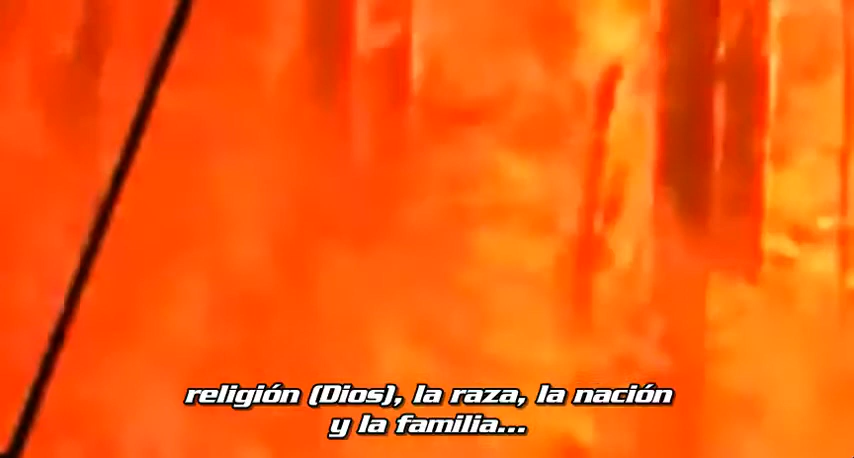 religión (Dios), la raza, la nación
y la familia...